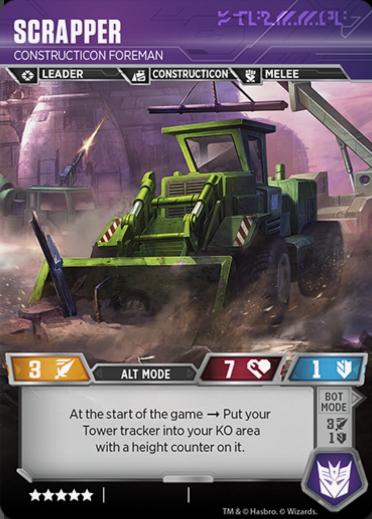 SCRAPPER
CONSTRUCTICON FOREMAN
LEADER CONSTRUCTICON MELEE
3 ALT MODE 7 1
At the start of the game → Put your
Tower tracker into your KO area
with a height counter on it.
BOT
MODE
3
1
★★★★★
TM & © Hasbro. © Wizards.